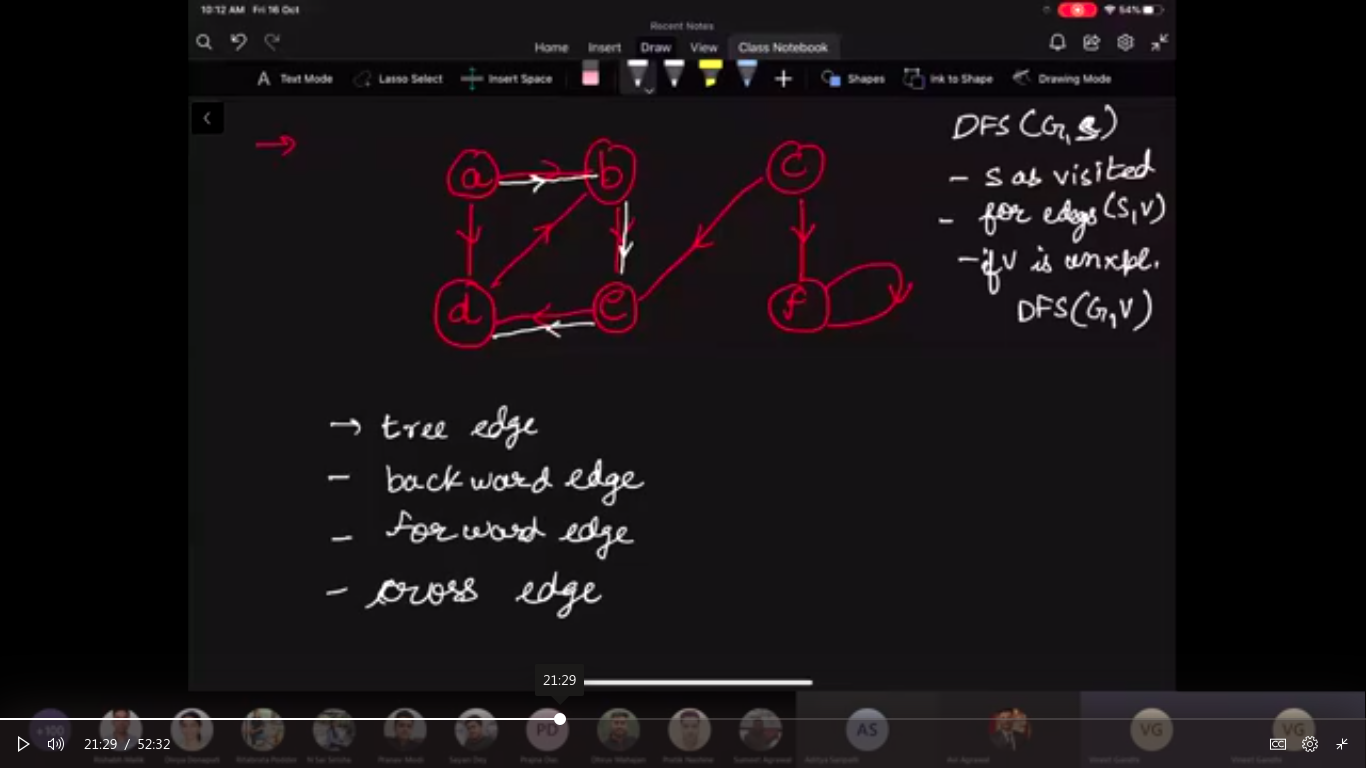 10:12 AM Fri 16 Oct
54%
Recent Notes
Home Insert Draw View Class Notebook
Text Mode Lasso Select Insert Space Shapes Ink to Shape Drawing Mode
→
a b c
d e f
DFS(G,s)
- s as visited
- for edges (s,v)
- if v is unxpl.
DFS(G,v)
→ tree edge
- backward edge
- forward edge
- cross edge
21:29
PD AS VG VG
21:29 / 52:32
CC